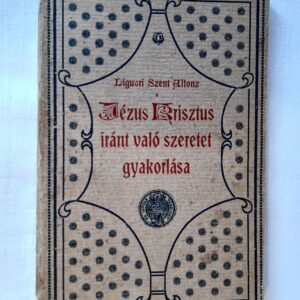 Liguori Szent Alfonz
Jézus Krisztus
iránt való szeretet
gyakorlása